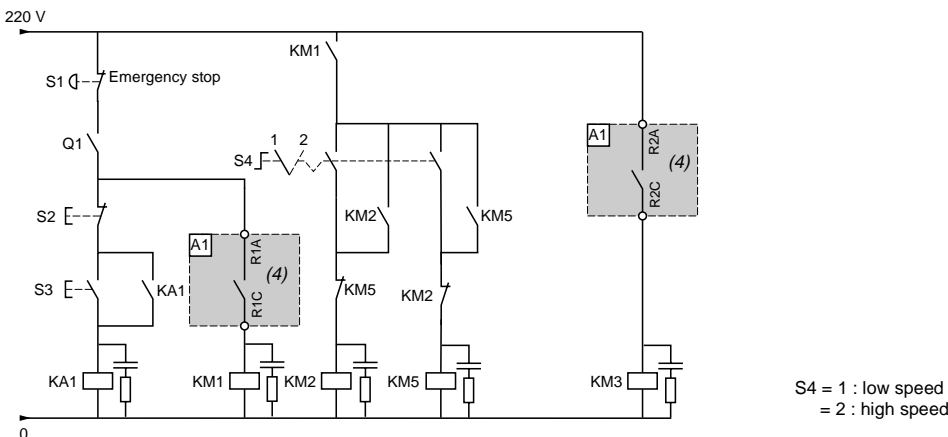 220 V
KM1
S1
Emergency stop
Q1
1
2
S4
A1
R2A
(4)
R2C
S2
KM2
KM5
A1
R1A
(4)
R1C
S3
KA1
KM5
KM2
KA1
KM1
KM2
KM5
KM3
S4 = 1 : low speed
= 2 : high speed
0